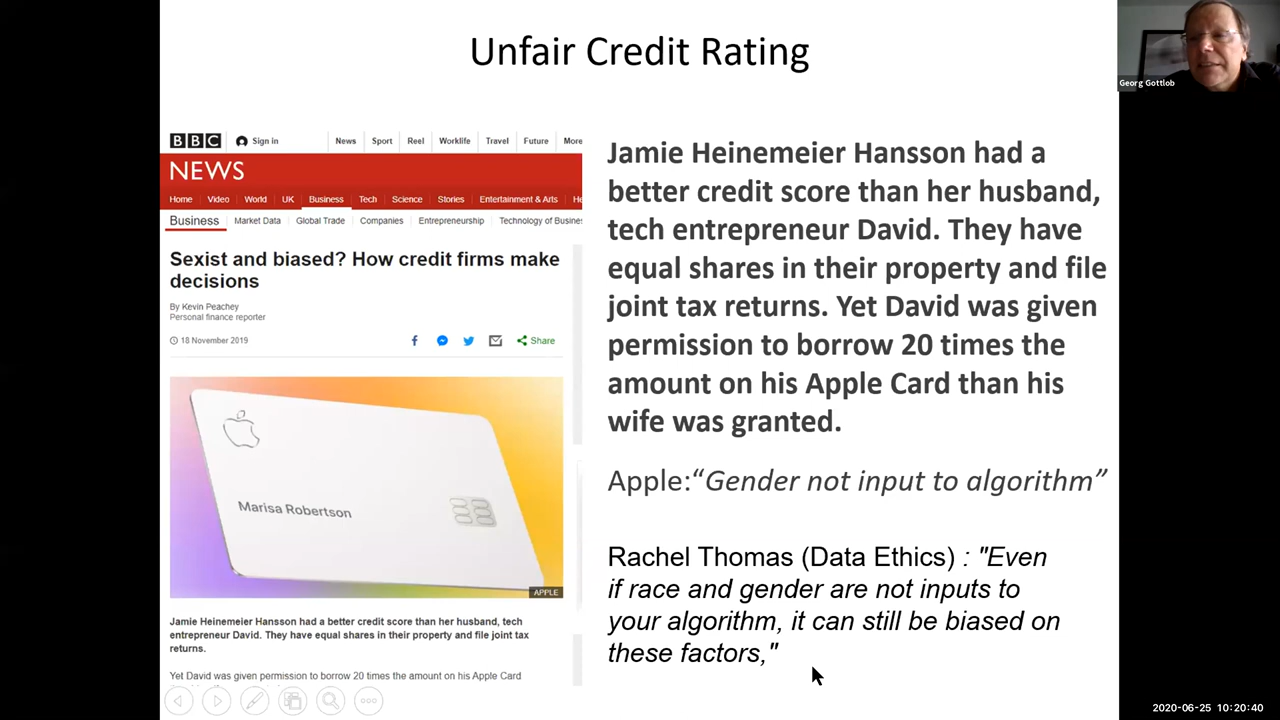 Unfair Credit Rating
Georg Gottlob
BBC Sign in News Sport Reel Worklife Travel Future More
NEWS
Home Video World UK Business Tech Science Stories Entertainment & Arts
Business Market Data Global Trade Companies Entrepreneurship Technology of
Sexist and biased? How credit firms make
decisions
By Kevin Peachey
Personal finance reporter
18 November 2019
Share
Marisa Robertson
APPLE
Jamie Heinemeier Hansson had a better credit score than her husband, tech
entrepreneur David. They have equal shares in their property and file joint tax
returns.
Yet David was given permission to borrow 20 times the amount on his Apple Card
Jamie Heinemeier Hansson had a
better credit score than her husband,
tech entrepreneur David. They have
equal shares in their property and file
joint tax returns. Yet David was given
permission to borrow 20 times the
amount on his Apple Card than his
wife was granted.
Apple:“Gender not input to algorithm”
Rachel Thomas (Data Ethics) : "Even
if race and gender are not inputs to
your algorithm, it can still be biased on
these factors,"
2020-06-25 10:20:40